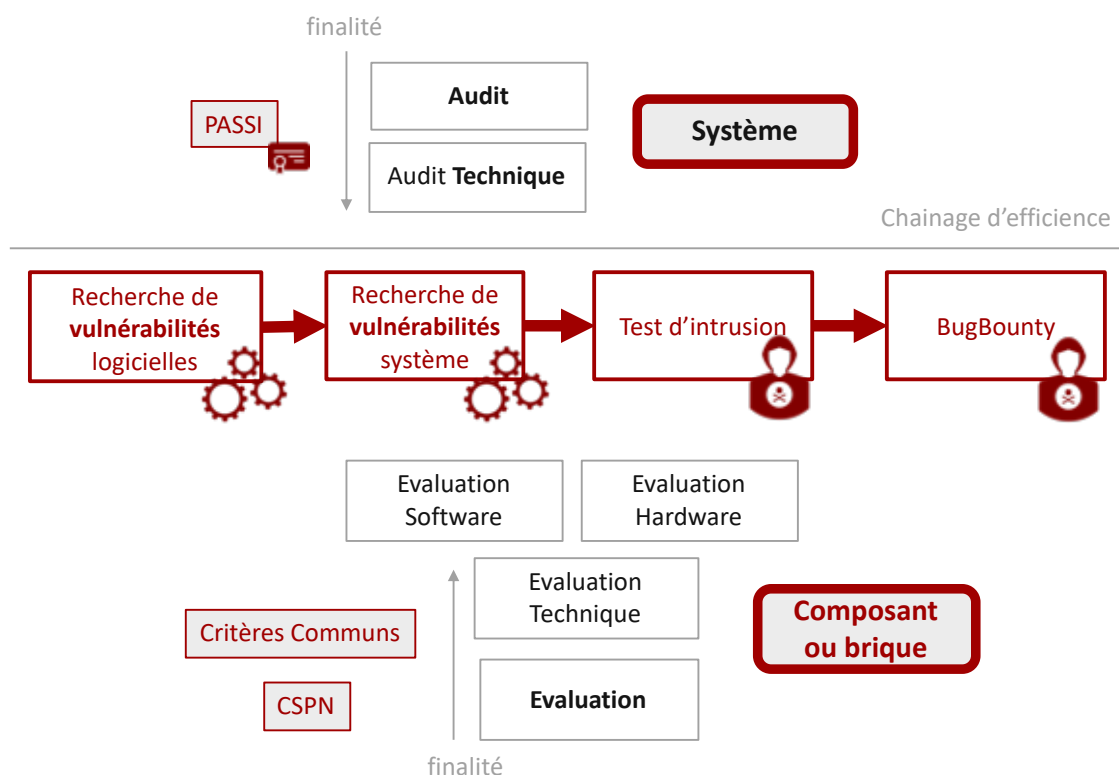 finalité
Audit
PASSI
Système
Audit Technique
Chainage d'efficience
Recherche de
vulnérabilités
logicielles
Recherche de
vulnérabilités
système
Test d'intrusion
BugBounty
Evaluation
Software
Evaluation
Hardware
Evaluation
Technique
Critères Communs
Composant
ou brique
CSPN
Evaluation
finalité